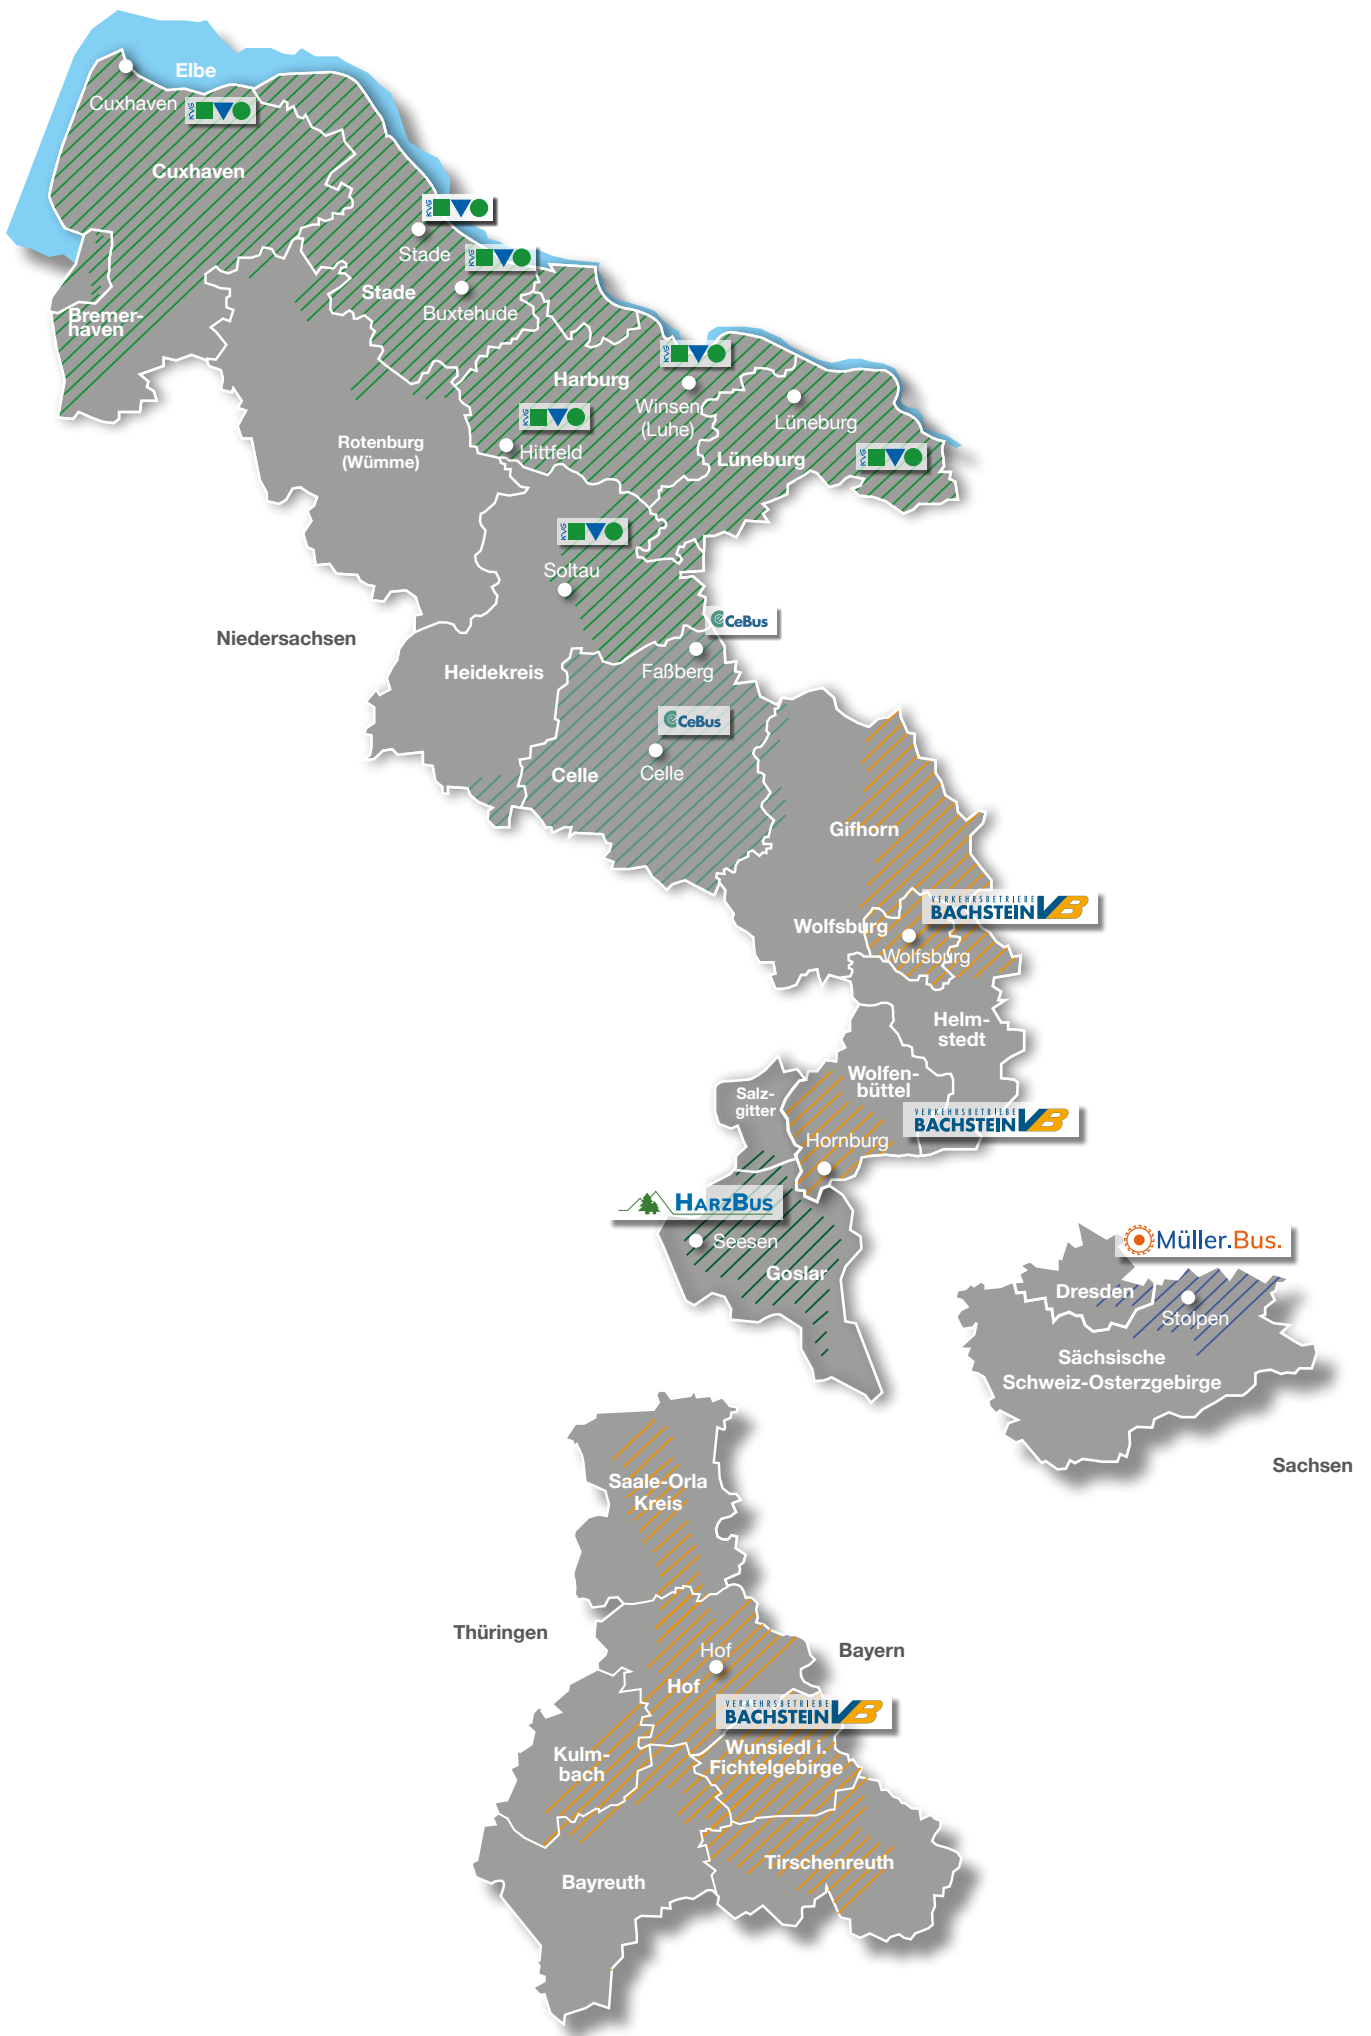 Elbe
Cuxhaven
KVG
Cuxhaven
KVG
Stade
KVG
Stade
Buxtehude
Bremer-
haven
KVG
Harburg
Winsen
(Luhe)
Lüneburg
KVG
Hittfeld
Rotenburg
(Wümme)
Lüneburg
KVG
KVG
Soltau
CeBus
Niedersachsen
Heidekreis
Faßberg
CeBus
Celle
Celle
Gifhorn
VERKEHRSBETRIEBE
BACHSTEIN VB
Wolfsburg
Wolfsburg
Helm-
stedt
Wolfen-
büttel
Salz-
gitter
VERKEHRSBETRIEBE
BACHSTEIN VB
Hornburg
HARZBUS
Seesen
Goslar
Müller.Bus.
Dresden
Stolpen
Sächsische
Schweiz-Osterzgebirge
Sachsen
Saale-Orla
Kreis
Thüringen
Bayern
Hof
Hof
VERKEHRSBETRIEBE
BACHSTEIN VB
Wunsiedl i.
Fichtelgebirge
Kulm-
bach
Tirschenreuth
Bayreuth